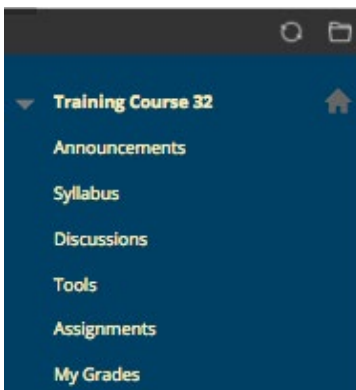 Training Course 32
Announcements
Syllabus
Discussions
Tools
Assignments
My Grades